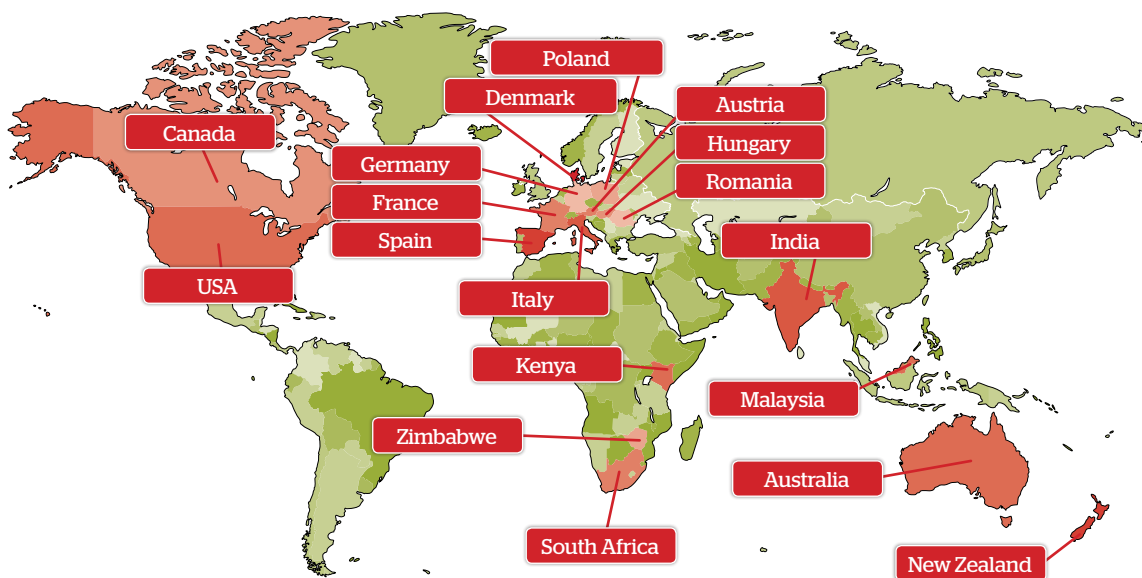 Poland
Denmark
Austria
Canada
Hungary
Germany
Romania
France
Spain
India
USA
Italy
Kenya
Malaysia
Zimbabwe
Australia
South Africa
New Zealand